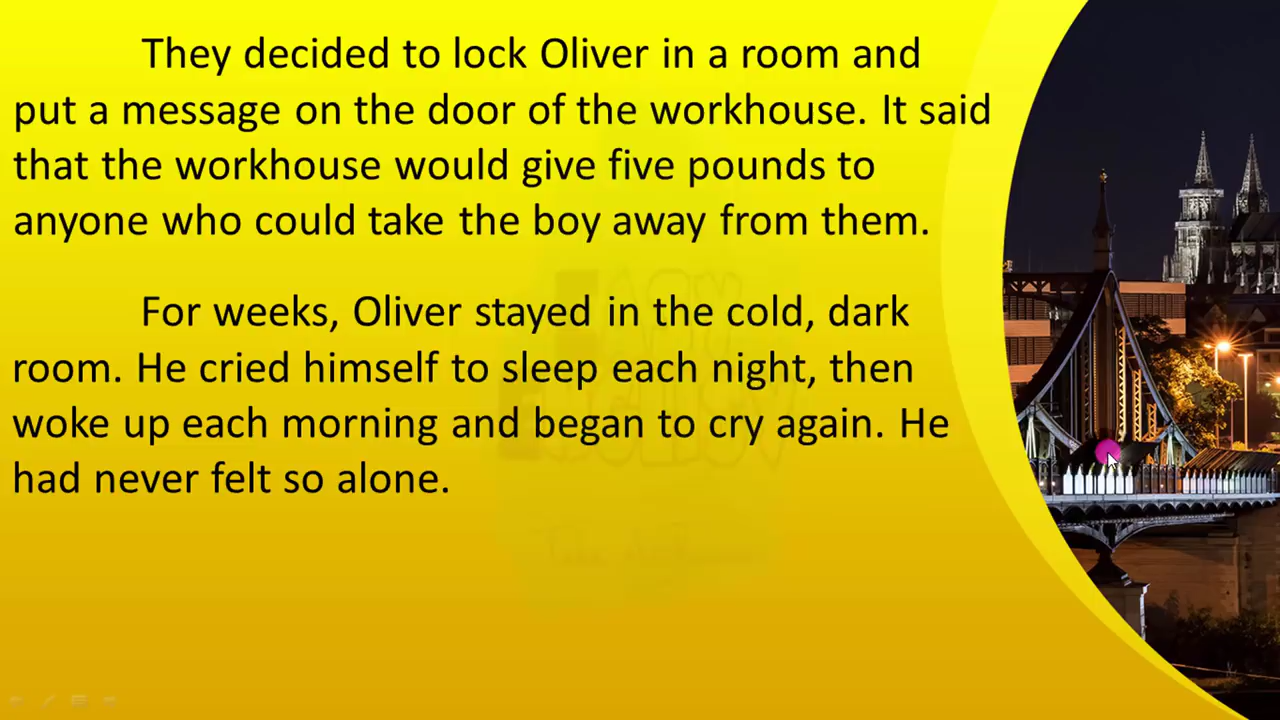 They decided to lock Oliver in a room and
put a message on the door of the workhouse. It said
that the workhouse would give five pounds to
anyone who could take the boy away from them.
For weeks, Oliver stayed in the cold, dark
room. He cried himself to sleep each night, then
woke up each morning and began to cry again. He
had never felt so alone.